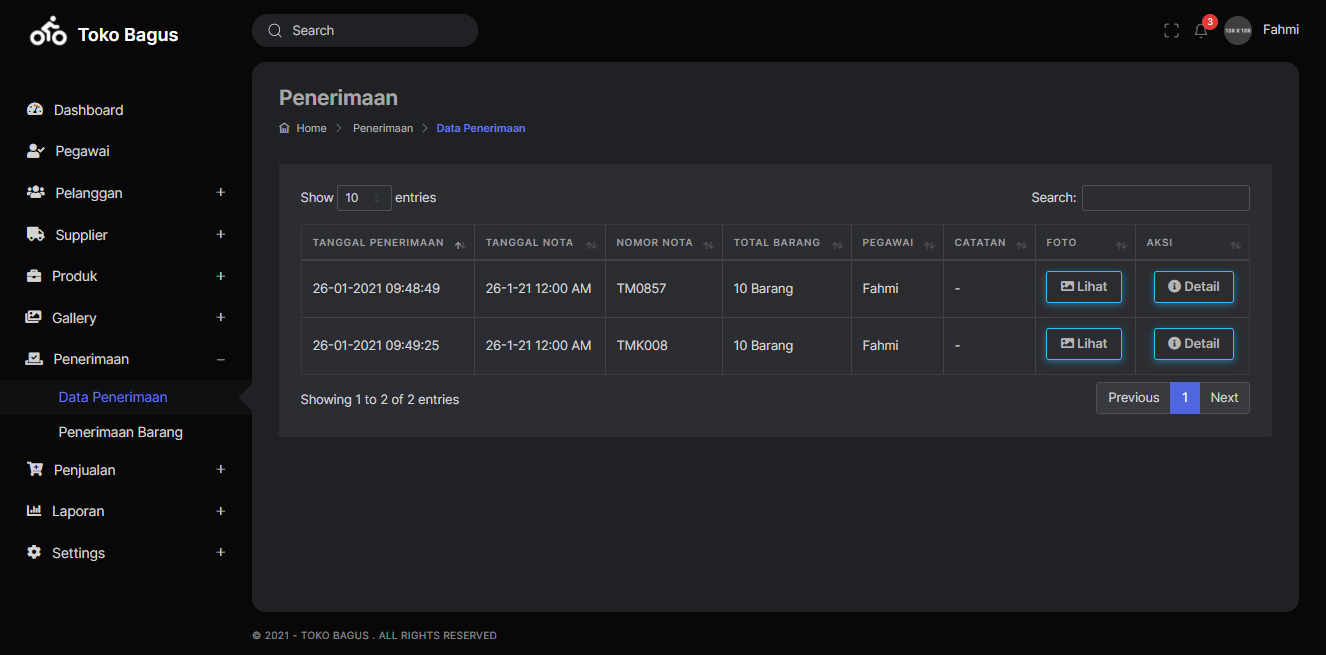 Toko Bagus
Search
3
128 X 128
Fahmi
Dashboard
Pegawai
Pelanggan +
Supplier +
Produk +
Gallery +
Penerimaan −
Data Penerimaan
Penerimaan Barang
Penjualan +
Laporan +
Settings +
Penerimaan
Home > Penerimaan > Data Penerimaan
Show 10 entries
Search:
TANGGAL PENERIMAAN TANGGAL NOTA NOMOR NOTA TOTAL BARANG PEGAWAI CATATAN FOTO AKSI
26-01-2021 09:48:49 26-1-21 12:00 AM TM0857 10 Barang Fahmi - Lihat Detail
26-01-2021 09:49:25 26-1-21 12:00 AM TMK008 10 Barang Fahmi - Lihat Detail
Showing 1 to 2 of 2 entries
Previous 1 Next
© 2021 - TOKO BAGUS . ALL RIGHTS RESERVED